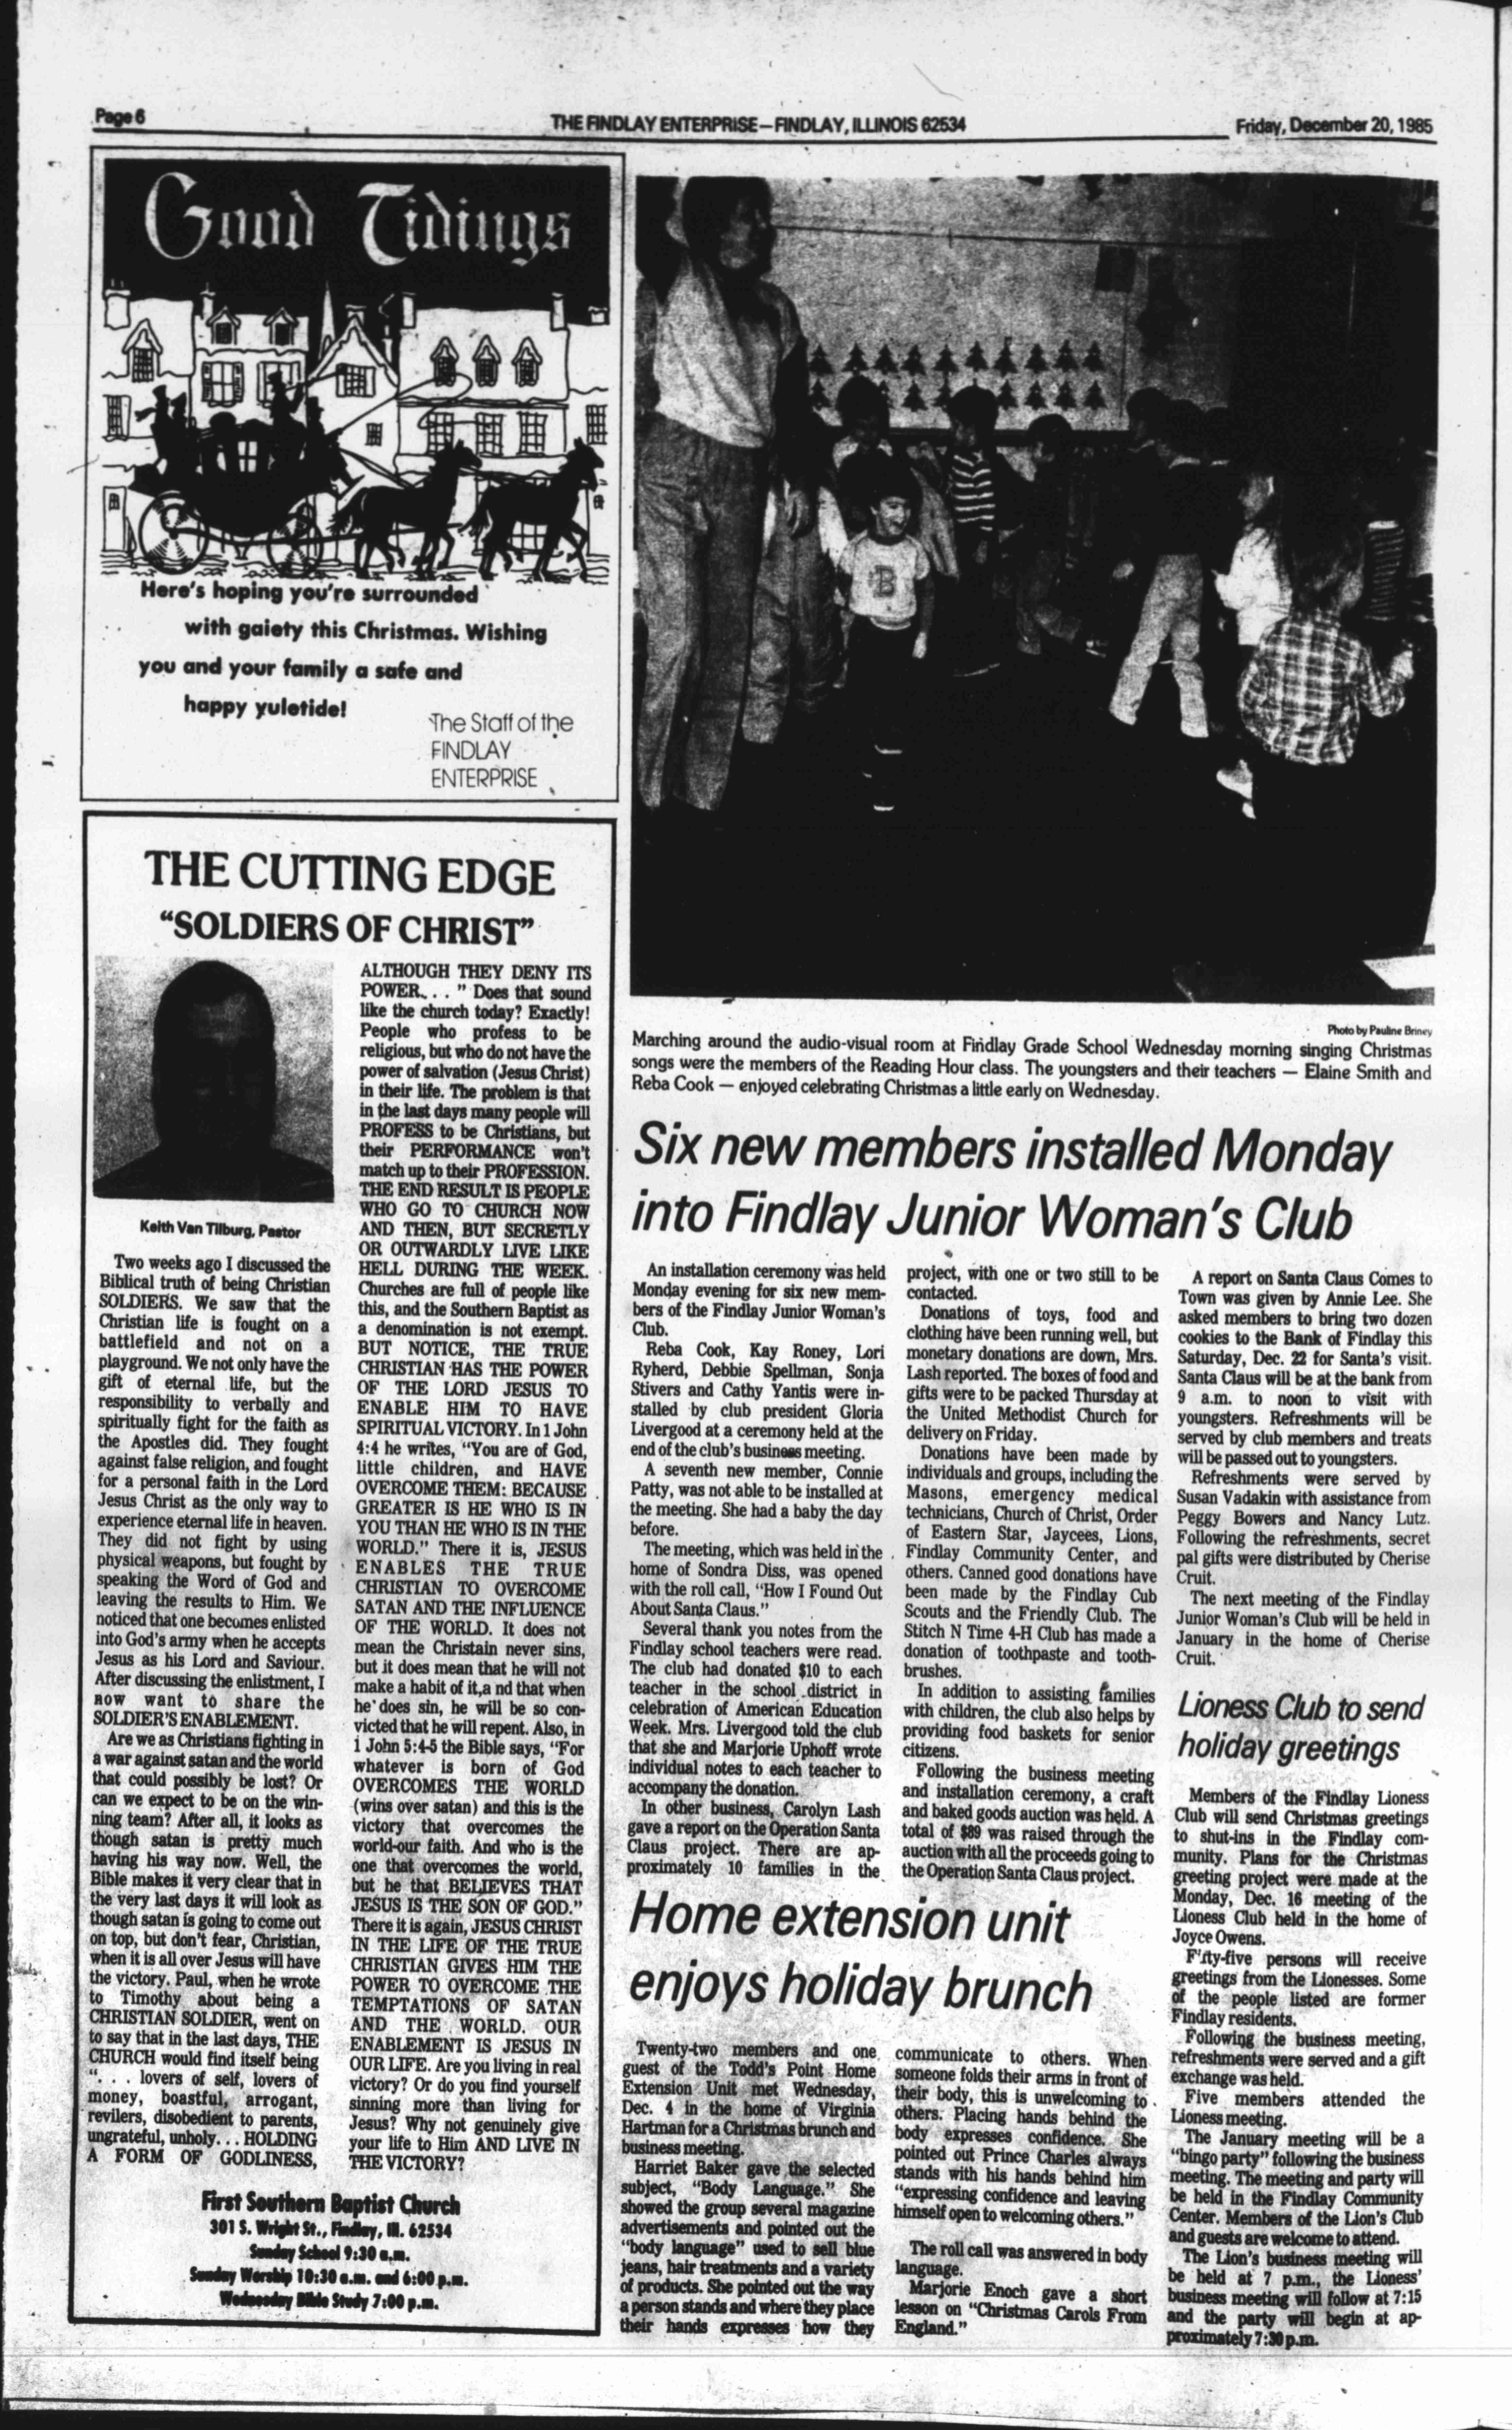 Page 6
THE FINDLAY ENTERPRISE—FINDLAY, ILLINOIS 62534
Friday, December 20, 1985
Good Tidings
Here's hoping you're surrounded
with gaiety this Christmas. Wishing
you and your family a safe and
happy yuletide!
The Staff of the
FINDLAY
ENTERPRISE
THE CUTTING EDGE
“SOLDIERS OF CHRIST”
Keith Van Tilburg, Pastor
Two weeks ago I discussed the
Biblical truth of being Christian
SOLDIERS. We saw that the
Christian life is fought on a
battlefield and not on a
playground. We not only have the
gift of eternal life, but the
responsibility to verbally and
spiritually fight for the faith as
the Apostles did. They fought
against false religion, and fought
for a personal faith in the Lord
Jesus Christ as the only way to
experience eternal life in heaven.
They did not fight by using
physical weapons, but fought by
speaking the Word of God and
leaving the results to Him. We
noticed that one becomes enlisted
into God's army when he accepts
Jesus as his Lord and Saviour.
After discussing the enlistment, I
now want to share the
SOLDIER'S ENABLEMENT.
Are we as Christians fighting in
a war against satan and the world
that could possibly be lost? Or
can we expect to be on the win-
ning team? After all, it looks as
though satan is pretty much
having his way now. Well, the
Bible makes it very clear that in
the very last days it will look as
though satan is going to come out
on top, but don't fear, Christian,
when it is all over Jesus will have
the victory. Paul, when he wrote
to Timothy about being a
CHRISTIAN SOLDIER, went on
to say that in the last days, THE
CHURCH would find itself being
“. . . lovers of self, lovers of
money, boastful, arrogant,
revilers, disobedient to parents,
ungrateful, unholy. . . HOLDING
A FORM OF GODLINESS,
ALTHOUGH THEY DENY ITS
POWER. . . ” Does that sound
like the church today? Exactly!
People who profess to be
religious, but who do not have the
power of salvation (Jesus Christ)
in their life. The problem is that
in the last days many people will
PROFESS to be Christians, but
their PERFORMANCE won't
match up to their PROFESSION.
THE END RESULT IS PEOPLE
WHO GO TO CHURCH NOW
AND THEN, BUT SECRETLY
OR OUTWARDLY LIVE LIKE
HELL DURING THE WEEK.
Churches are full of people like
this, and the Southern Baptist as
a denomination is not exempt.
BUT NOTICE, THE TRUE
CHRISTIAN HAS THE POWER
OF THE LORD JESUS TO
ENABLE HIM TO HAVE
SPIRITUAL VICTORY. In 1 John
4:4 he writes, “You are of God,
little children, and HAVE
OVERCOME THEM: BECAUSE
GREATER IS HE WHO IS IN
YOU THAN HE WHO IS IN THE
WORLD.” There it is, JESUS
ENABLES THE TRUE
CHRISTIAN TO OVERCOME
SATAN AND THE INFLUENCE
OF THE WORLD. It does not
mean the Christain never sins,
but it does mean that he will not
make a habit of it,a nd that when
he does sin, he will be so con-
victed that he will repent. Also, in
1 John 5:4-5 the Bible says, “For
whatever is born of God
OVERCOMES THE WORLD
(wins over satan) and this is the
victory that overcomes the
world-our faith. And who is the
one that overcomes the world,
but he that BELIEVES THAT
JESUS IS THE SON OF GOD.”
There it is again, JESUS CHRIST
IN THE LIFE OF THE TRUE
CHRISTIAN GIVES HIM THE
POWER TO OVERCOME THE
TEMPTATIONS OF SATAN
AND THE WORLD. OUR
ENABLEMENT IS JESUS IN
OUR LIFE. Are you living in real
victory? Or do you find yourself
sinning more than living for
Jesus? Why not genuinely give
your life to Him AND LIVE IN
THE VICTORY?
First Southern Baptist Church
301 S. Wright St., Findlay, Ill. 62534
Sunday School 9:30 a.m.
Sunday Worship 10:30 a.m. and 6:00 p.m.
Wednesday Bible Study 7:00 p.m.
B
Photo by Pauline Briney
Marching around the audio-visual room at Findlay Grade School Wednesday morning singing Christmas
songs were the members of the Reading Hour class. The youngsters and their teachers — Elaine Smith and
Reba Cook — enjoyed celebrating Christmas a little early on Wednesday.
Six new members installed Monday
into Findlay Junior Woman's Club
An installation ceremony was held
Monday evening for six new mem-
bers of the Findlay Junior Woman's
Club.
Reba Cook, Kay Roney, Lori
Ryherd, Debbie Spellman, Sonja
Stivers and Cathy Yantis were in-
stalled by club president Gloria
Livergood at a ceremony held at the
end of the club's business meeting.
A seventh new member, Connie
Patty, was not able to be installed at
the meeting. She had a baby the day
before.
The meeting, which was held in the
home of Sondra Diss, was opened
with the roll call, “How I Found Out
About Santa Claus.”
Several thank you notes from the
Findlay school teachers were read.
The club had donated $10 to each
teacher in the school district in
celebration of American Education
Week. Mrs. Livergood told the club
that she and Marjorie Uphoff wrote
individual notes to each teacher to
accompany the donation.
In other business, Carolyn Lash
gave a report on the Operation Santa
Claus project. There are ap-
proximately 10 families in the
project, with one or two still to be
contacted.
Donations of toys, food and
clothing have been running well, but
monetary donations are down, Mrs.
Lash reported. The boxes of food and
gifts were to be packed Thursday at
the United Methodist Church for
delivery on Friday.
Donations have been made by
individuals and groups, including the
Masons, emergency medical
technicians, Church of Christ, Order
of Eastern Star, Jaycees, Lions,
Findlay Community Center, and
others. Canned good donations have
been made by the Findlay Cub
Scouts and the Friendly Club. The
Stitch N Time 4-H Club has made a
donation of toothpaste and tooth-
brushes.
In addition to assisting families
with children, the club also helps by
providing food baskets for senior
citizens.
Following the business meeting
and installation ceremony, a craft
and baked goods auction was held. A
total of $89 was raised through the
auction with all the proceeds going to
the Operation Santa Claus project.
A report on Santa Claus Comes to
Town was given by Annie Lee. She
asked members to bring two dozen
cookies to the Bank of Findlay this
Saturday, Dec. 22 for Santa's visit.
Santa Claus will be at the bank from
9 a.m. to noon to visit with
youngsters. Refreshments will be
served by club members and treats
will be passed out to youngsters.
Refreshments were served by
Susan Vadakin with assistance from
Peggy Bowers and Nancy Lutz.
Following the refreshments, secret
pal gifts were distributed by Cherise
Cruit.
The next meeting of the Findlay
Junior Woman's Club will be held in
January in the home of Cherise
Cruit.
Home extension unit
enjoys holiday brunch
Twenty-two members and one
guest of the Todd's Point Home
Extension Unit met Wednesday,
Dec. 4 in the home of Virginia
Hartman for a Christmas brunch and
business meeting.
Harriet Baker gave the selected
subject, “Body Language.” She
showed the group several magazine
advertisements and pointed out the
“body language” used to sell blue
jeans, hair treatments and a variety
of products. She pointed out the way
a person stands and where they place
their hands expresses how they
communicate to others. When
someone folds their arms in front of
their body, this is unwelcoming to
others. Placing hands behind the
body expresses confidence. She
pointed out Prince Charles always
stands with his hands behind him
“expressing confidence and leaving
himself open to welcoming others.”
The roll call was answered in body
language.
Marjorie Enoch gave a short
lesson on “Christmas Carols From
England.”
Lioness Club to send
holiday greetings
Members of the Findlay Lioness
Club will send Christmas greetings
to shut-ins in the Findlay com-
munity. Plans for the Christmas
greeting project were made at the
Monday, Dec. 16 meeting of the
Lioness Club held in the home of
Joyce Owens.
persons will receive
greetings from the Lionesses. Some
of the people listed are former
Findlay residents.
Following the business meeting,
refreshments were served and a gift
exchange was held.
Five members attended the
Lioness meeting.
The January meeting will be a
“bingo party” following the business
meeting. The meeting and party will
be held in the Findlay Community
Center. Members of the Lion's Club
and guests are welcome to attend.
The Lion's business meeting will
be held at 7 p.m., the Lioness'
business meeting will follow at 7:15
and the party will begin at ap-
proximately 7:30 p.m.